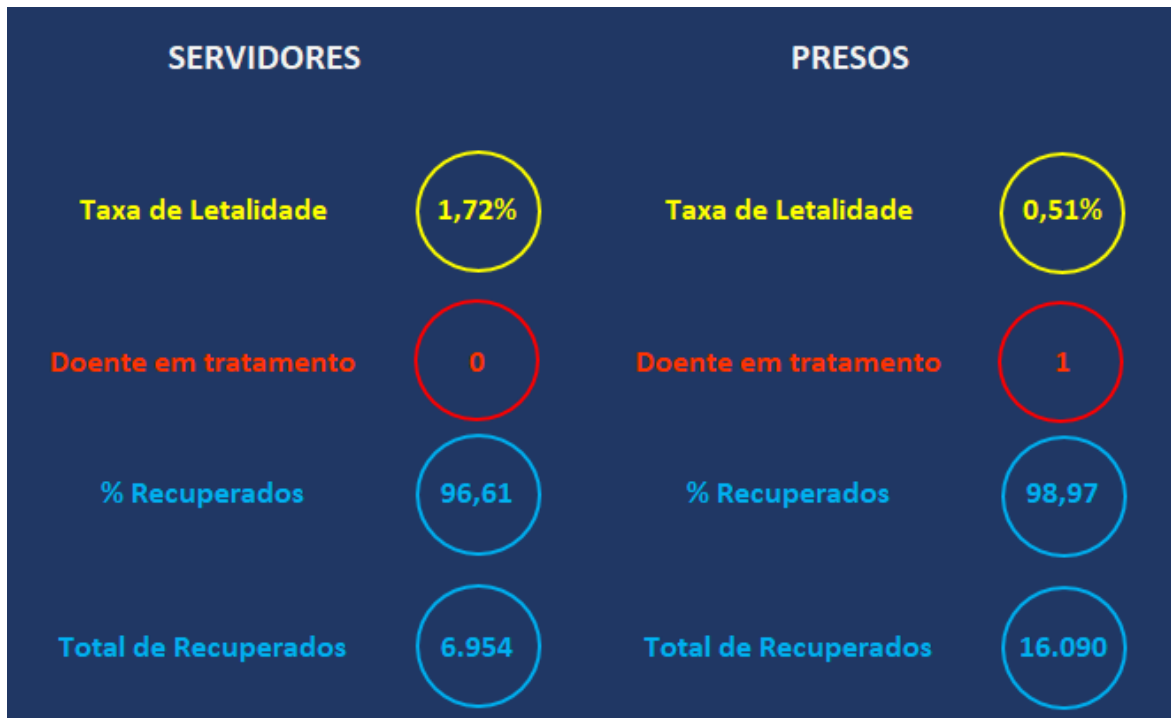 SERVIDORES
PRESOS
Taxa de Letalidade
1,72%
Taxa de Letalidade
0,51%
Doente em tratamento
0
Doente em tratamento
1
% Recuperados
96,61
% Recuperados
98,97
Total de Recuperados
6.954
Total de Recuperados
16.090